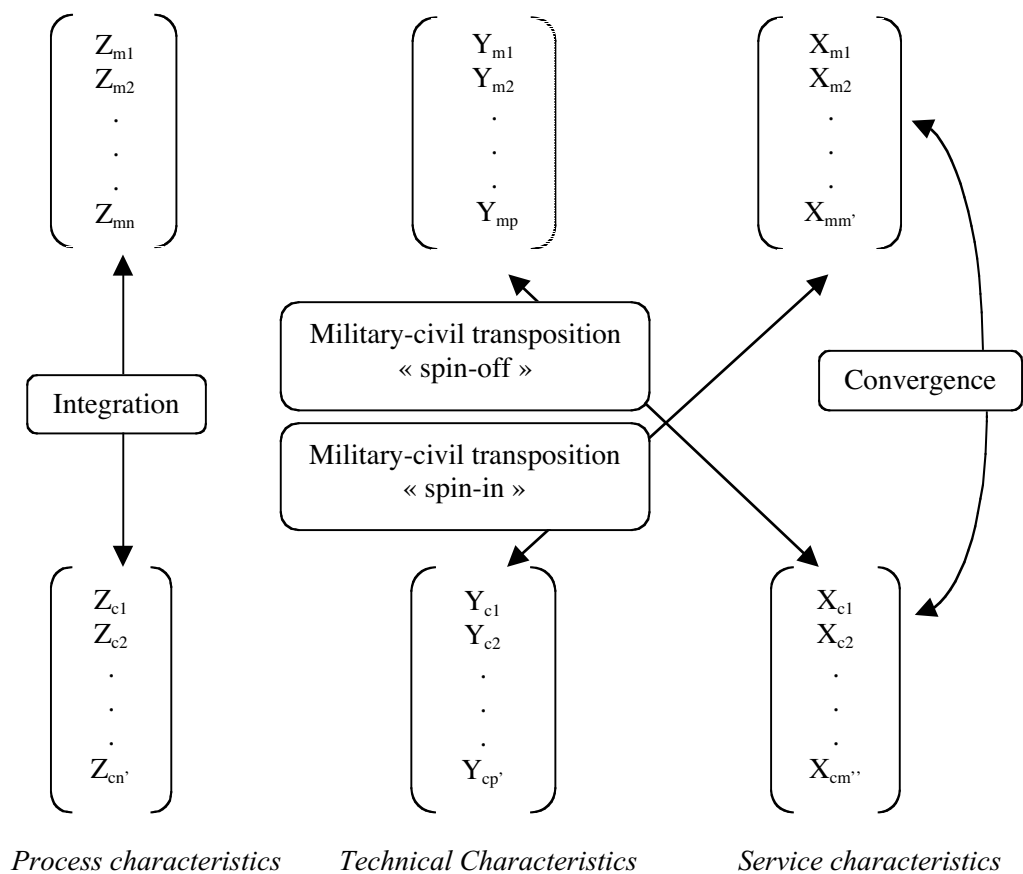 Z_m1 Y_m1 X_m1
Z_m2 Y_m2 X_m2
. . .
. . .
. . .
Z_mn Y_mp X_mm'
Military-civil transposition
« spin-off »
Integration
Convergence
Military-civil transposition
« spin-in »
Z_c1 Y_c1 X_c1
Z_c2 Y_c2 X_c2
. . .
. . .
. . .
Z_cn' Y_cp' X_cm''
Process characteristics Technical Characteristics Service characteristics